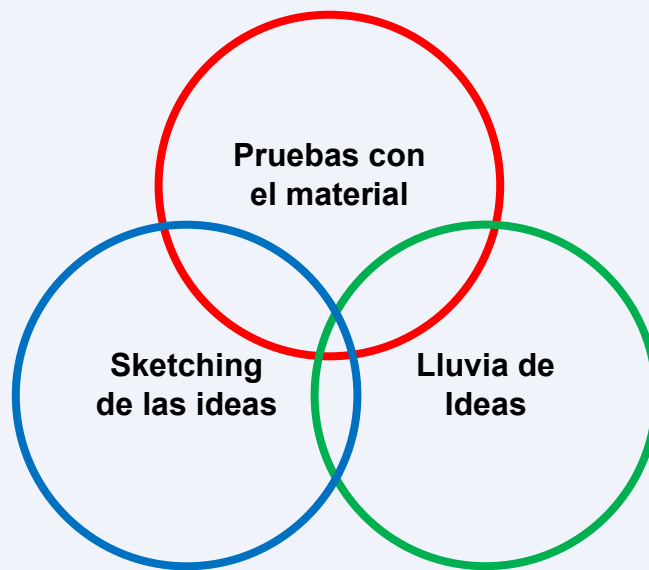 Pruebas con
el material
Sketching
de las ideas
Lluvia de
Ideas